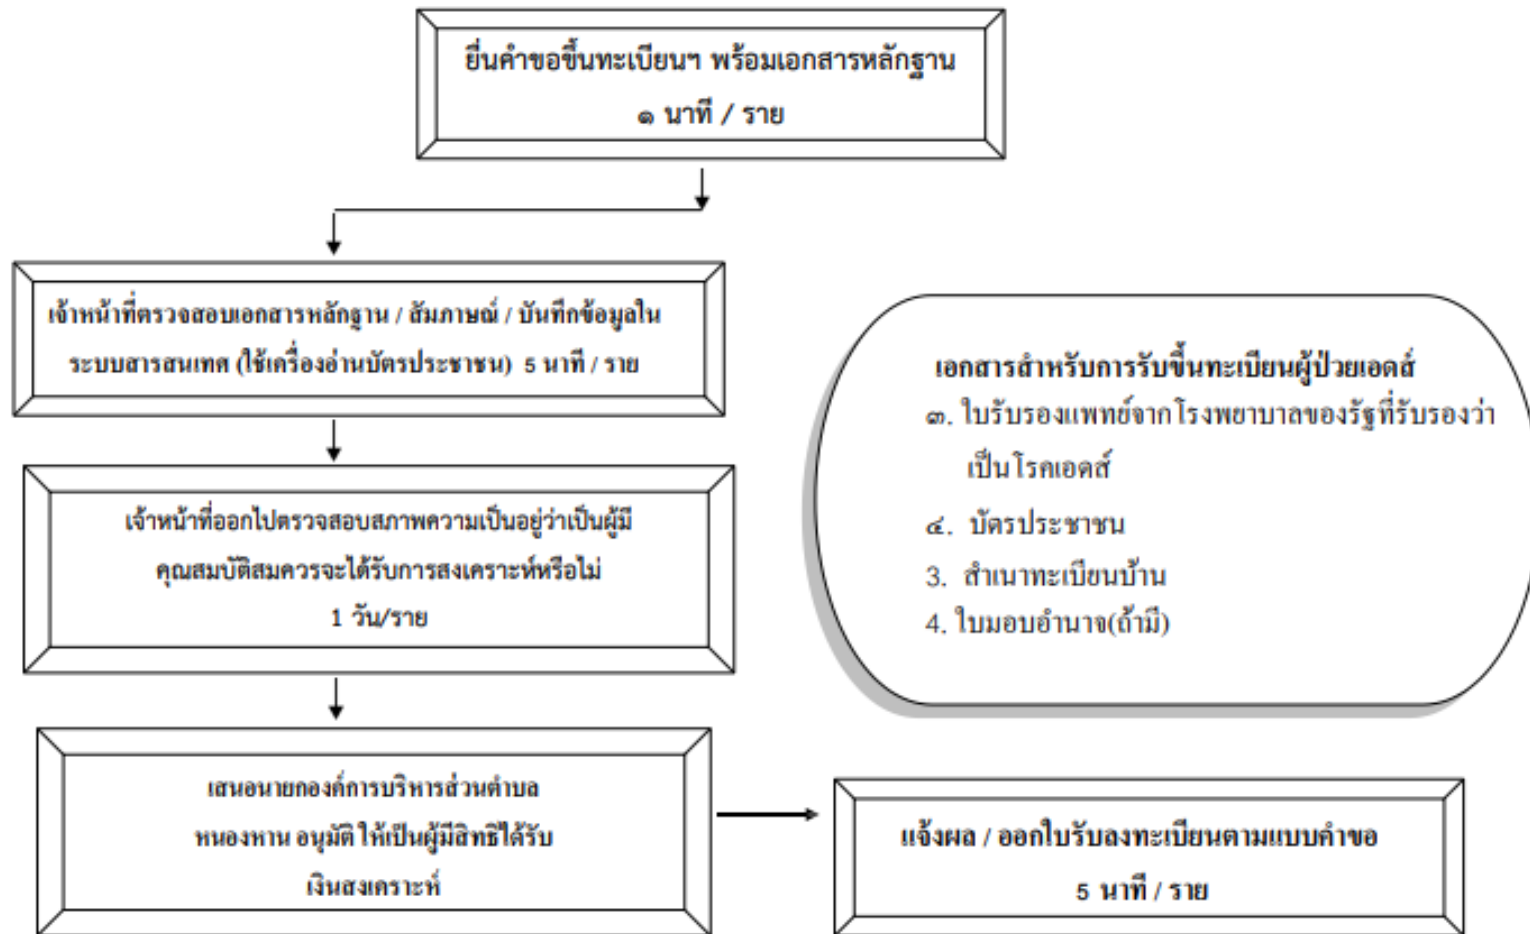 ยื่นคำขอขึ้นทะเบียนฯ พร้อมเอกสารหลักฐาน
๑ นาที / ราย
เจ้าหน้าที่ตรวจสอบเอกสารหลักฐาน / สัมภาษณ์ / บันทึกข้อมูลใน
ระบบสารสนเทศ (ใช้เครื่องอ่านบัตรประชาชน) 5 นาที / ราย
เจ้าหน้าที่ออกไปตรวจสอบสภาพความเป็นอยู่ว่าเป็นผู้มี
คุณสมบัติสมควรจะได้รับการสงเคราะห์หรือไม่
1 วัน/ราย
เสนอนายกองค์การบริหารส่วนตำบล
หนองหาน อนุมัติ ให้เป็นผู้มีสิทธิได้รับ
เงินสงเคราะห์
แจ้งผล / ออกใบรับลงทะเบียนตามแบบคำขอ
5 นาที / ราย
เอกสารสำหรับการรับขึ้นทะเบียนผู้ป่วยเอดส์
๓. ใบรับรองแพทย์จากโรงพยาบาลของรัฐที่รับรองว่า
เป็นโรคเอดส์
๔. บัตรประชาชน
3. สำเนาทะเบียนบ้าน
4. ใบมอบอำนาจ(ถ้ามี)